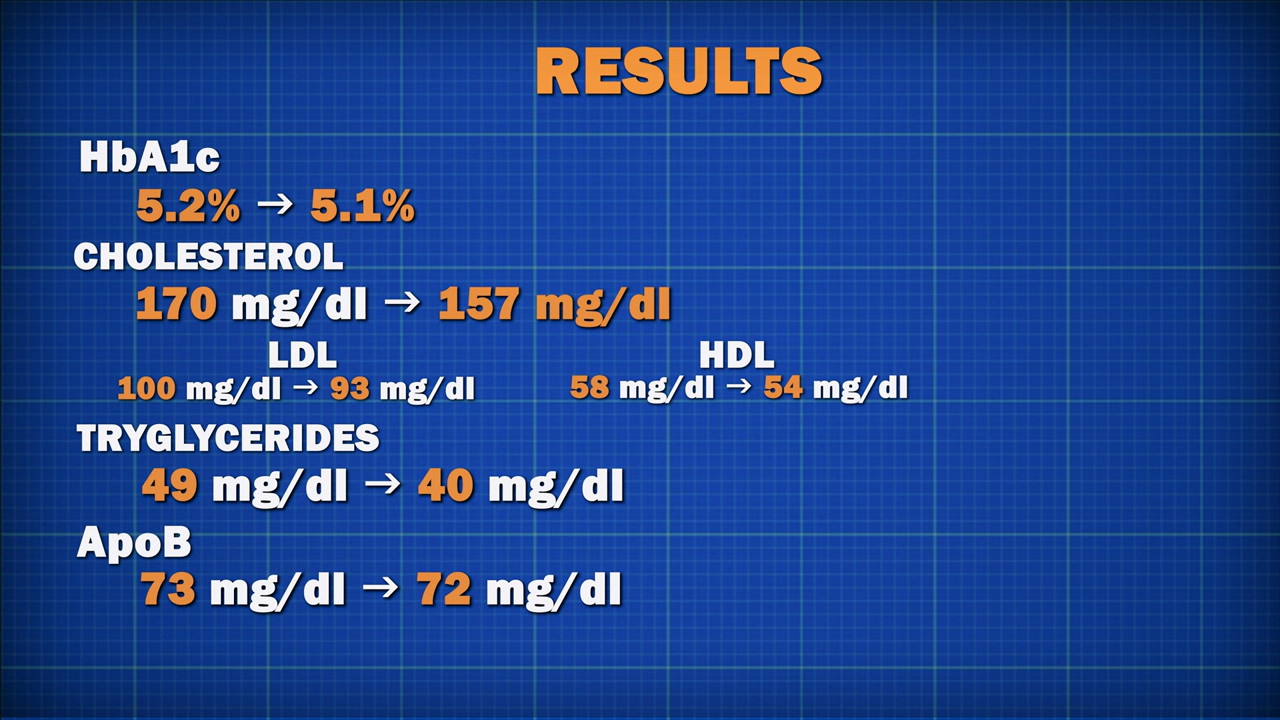 RESULTS
HbA1c
5.2% → 5.1%
CHOLESTEROL
170 mg/dl → 157 mg/dl
LDL HDL
100 mg/dl → 93 mg/dl 58 mg/dl → 54 mg/dl
TRYGLYCERIDES
49 mg/dl → 40 mg/dl
ApoB
73 mg/dl → 72 mg/dl